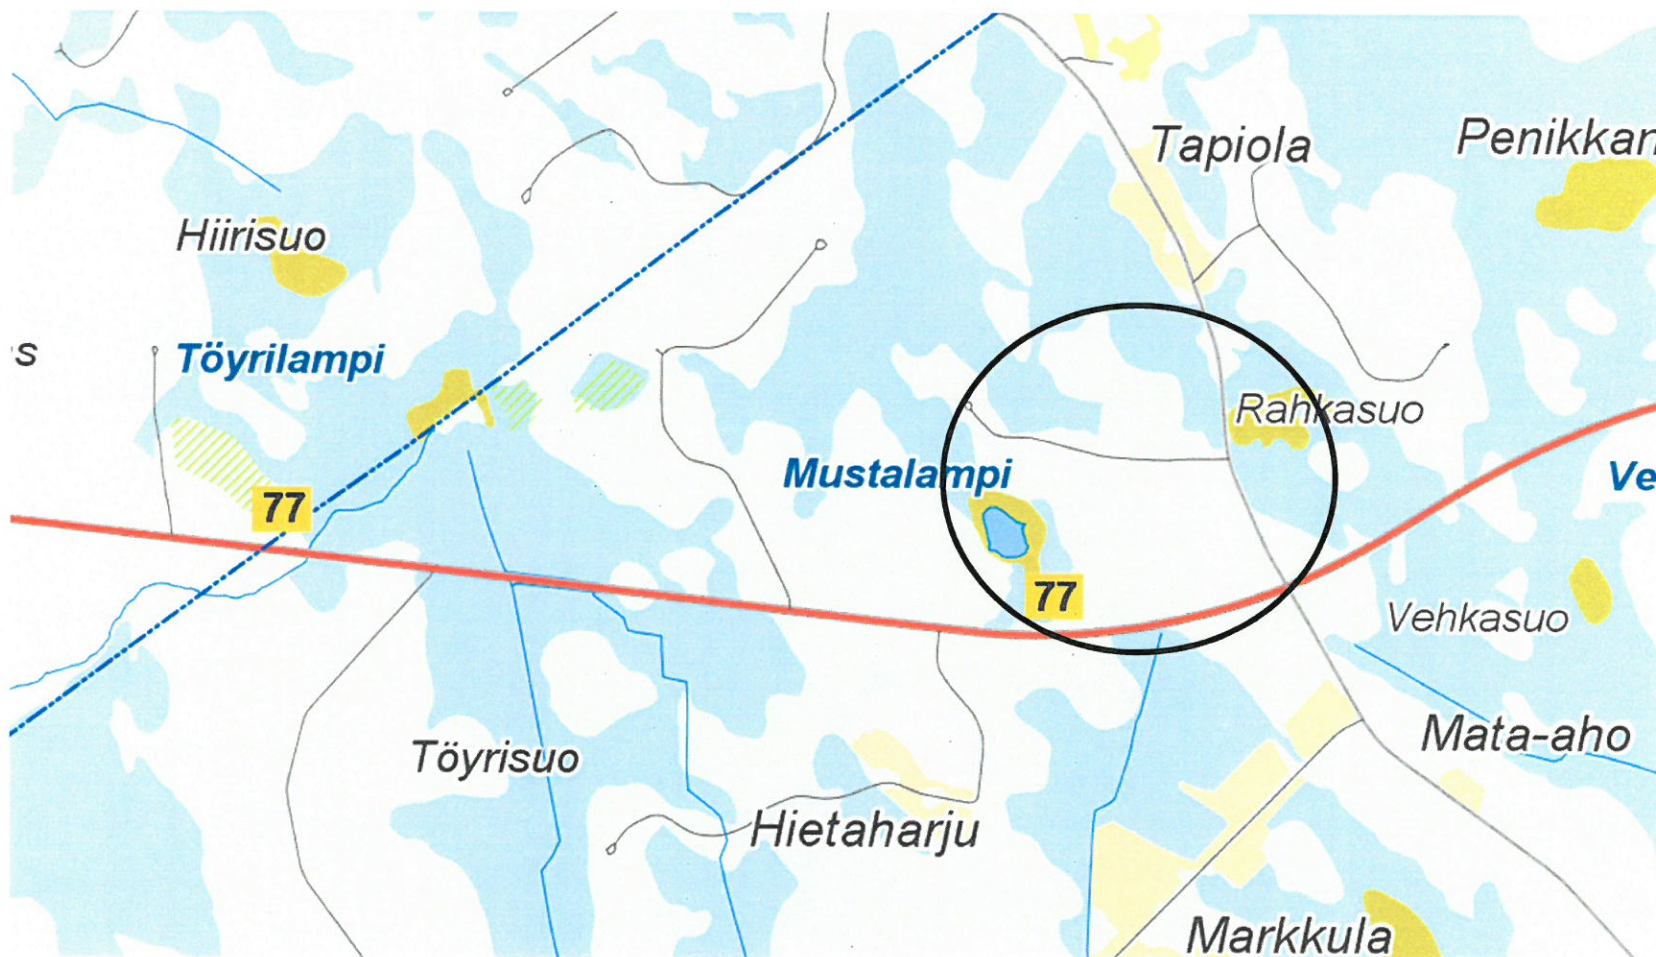 Tapiola
Penikkan
Hiirisuo
s
Töyrilampi
Rahkasuo
Mustalampi
Ve
77
77
Vehkasuo
Töyrisuo
Mata-aho
Hietaharju
Markkula